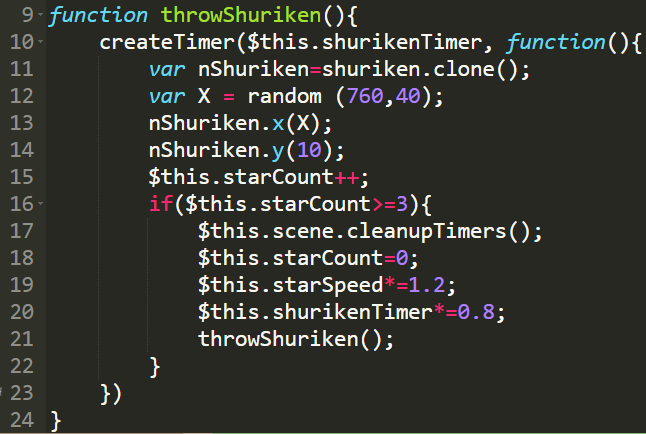 9 function throwShuriken(){
10     createTimer($this.shurikenTimer, function(){
11         var nShuriken=shuriken.clone();
12         var X = random (760,40);
13         nShuriken.x(X);
14         nShuriken.y(10);
15         $this.starCount++;
16         if($this.starCount>=3){
17             $this.scene.cleanupTimers();
18             $this.starCount=0;
19             $this.starSpeed*=1.2;
20             $this.shurikenTimer*=0.8;
21             throwShuriken();
22         }
23     })
24 }